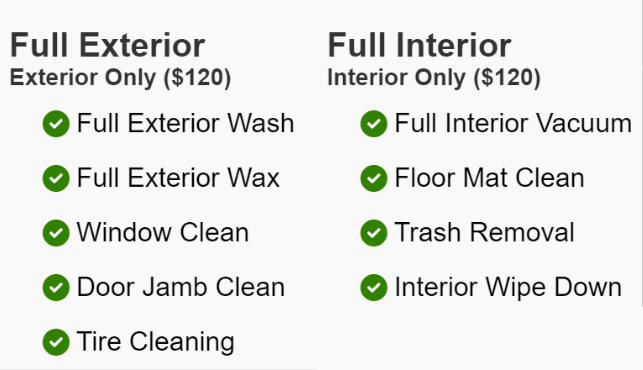 Full Exterior
Exterior Only ($120)
Full Exterior Wash
Full Exterior Wax
Window Clean
Door Jamb Clean
Tire Cleaning
Full Interior
Interior Only ($120)
Full Interior Vacuum
Floor Mat Clean
Trash Removal
Interior Wipe Down